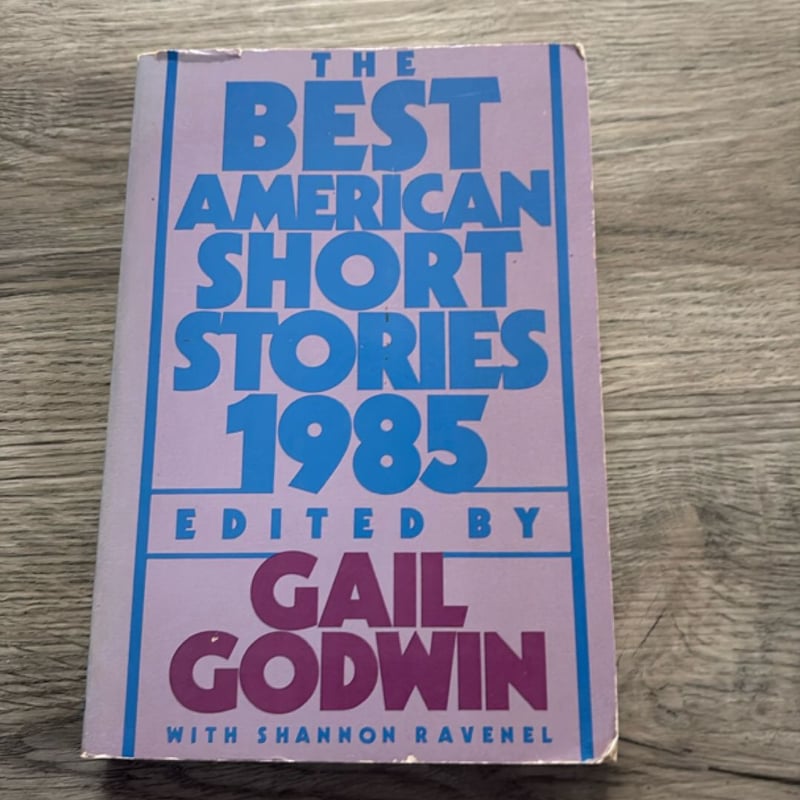 THE
BEST
AMERICAN
SHORT
STORIES
1985
EDITED BY
GAIL
GODWIN
WITH SHANNON RAVENEL